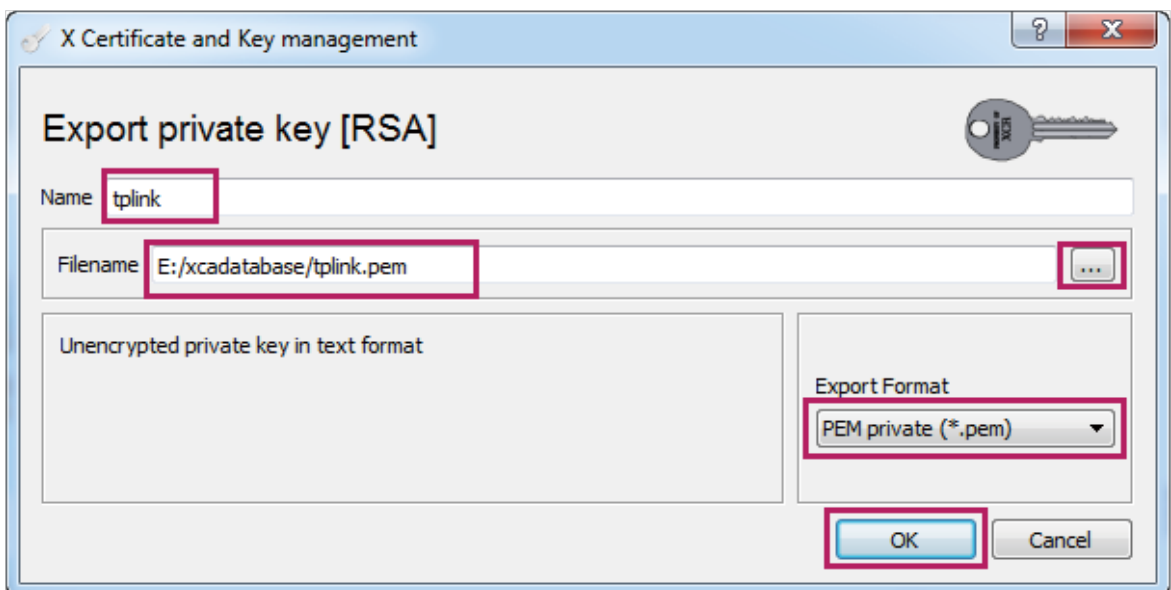 X Certificate and Key management
Export private key [RSA]
Name tplink
Filename E:/xcadatabase/tplink.pem ...
Unencrypted private key in text format
Export Format
PEM private (*.pem)
OK Cancel